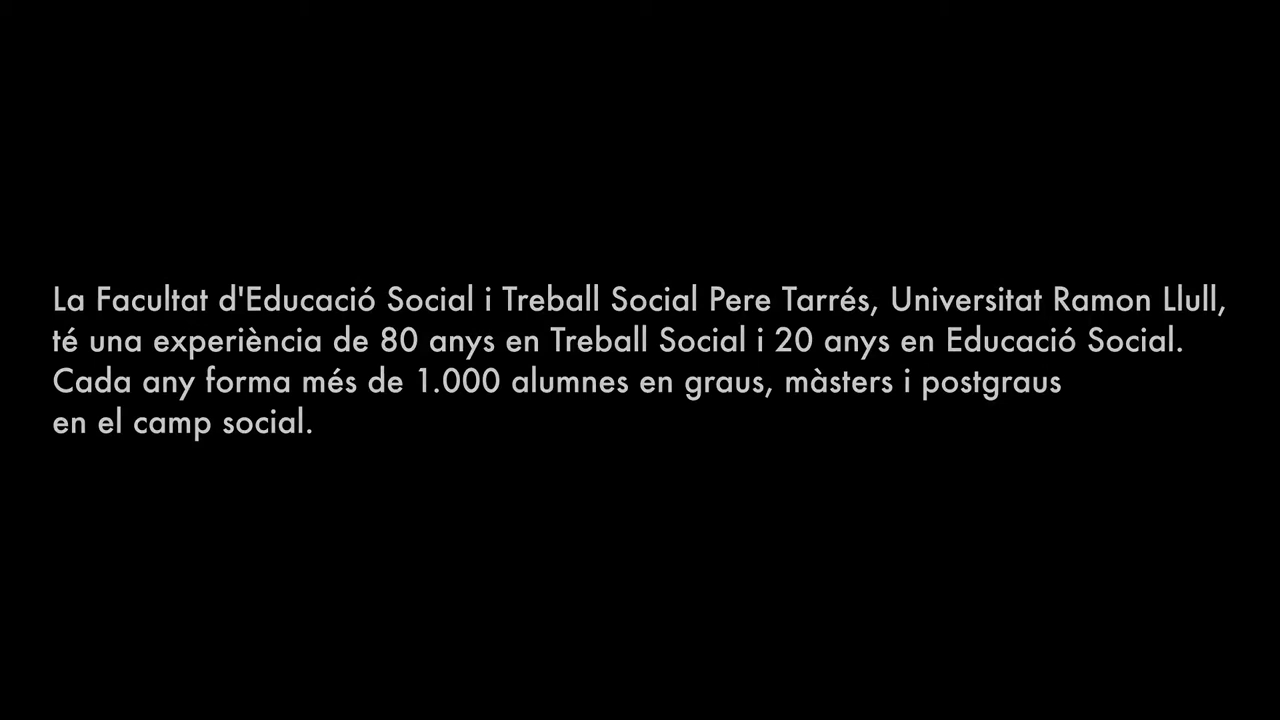 La Facultat d'Educació Social i Treball Social Pere Tarrés, Universitat Ramon Llull,
té una experiència de 80 anys en Treball Social i 20 anys en Educació Social.
Cada any forma més de 1.000 alumnes en graus, màsters i postgraus
en el camp social.